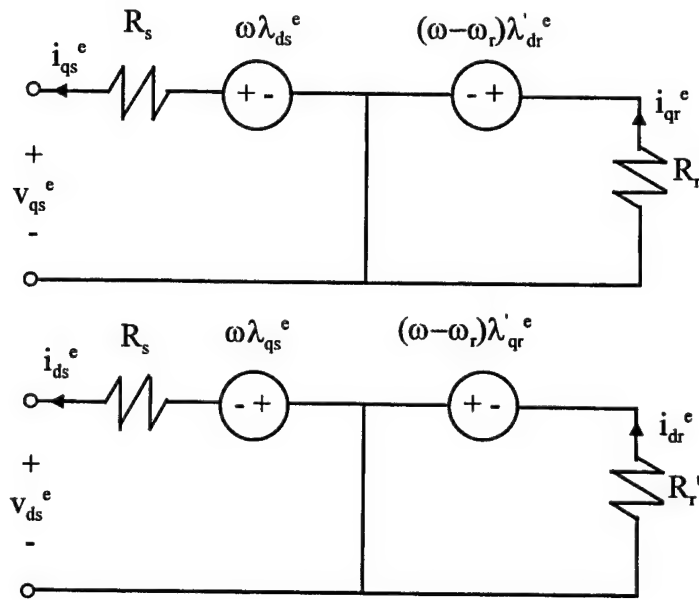 R_s ωλ_ds^e (ω−ω_r)λ'_dr^e
i_qs^e
+ - - +
i_qr^e
+
R_r
v_qs^e
-
R_s ωλ_qs^e (ω−ω_r)λ'_qr^e
i_ds^e
- + + -
i_dr^e
+
R_r'
v_ds^e
-